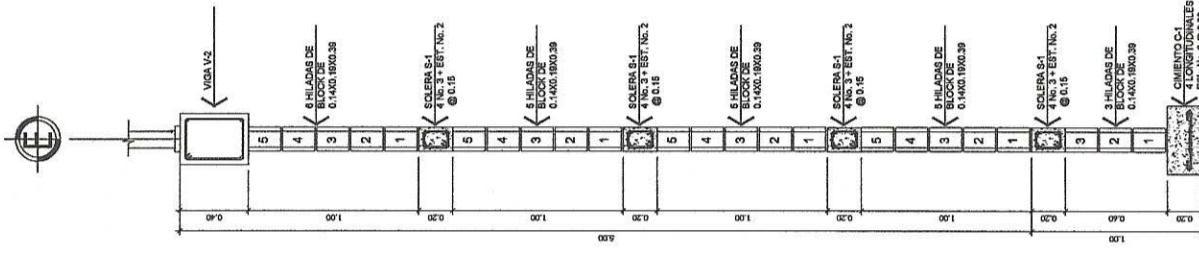 E
VIGA V-2
6 HILADAS DE
BLOCK DE
0.14X0.19X0.39
SOLERA S-1
4 No. 3 + EST. No. 2
@ 0.15
5 HILADAS DE
BLOCK DE
0.14X0.19X0.39
SOLERA S-1
4 No. 3 + EST. No. 2
@ 0.15
5 HILADAS DE
BLOCK DE
0.14X0.19X0.39
SOLERA S-1
4 No. 3 + EST. No. 2
@ 0.15
5 HILADAS DE
BLOCK DE
0.14X0.19X0.39
SOLERA S-1
4 No. 3 + EST. No. 2
@ 0.15
3 HILADAS DE
BLOCK DE
0.14X0.19X0.39
CIMIENTO C-1
4 LONGITUDINALES
5
4
3
2
1
5
4
3
2
1
5
4
3
2
1
5
4
3
2
1
3
2
1
0.40
1.00
0.20
1.00
0.20
1.00
0.20
1.00
0.20
0.60
0.20
5.00
1.00